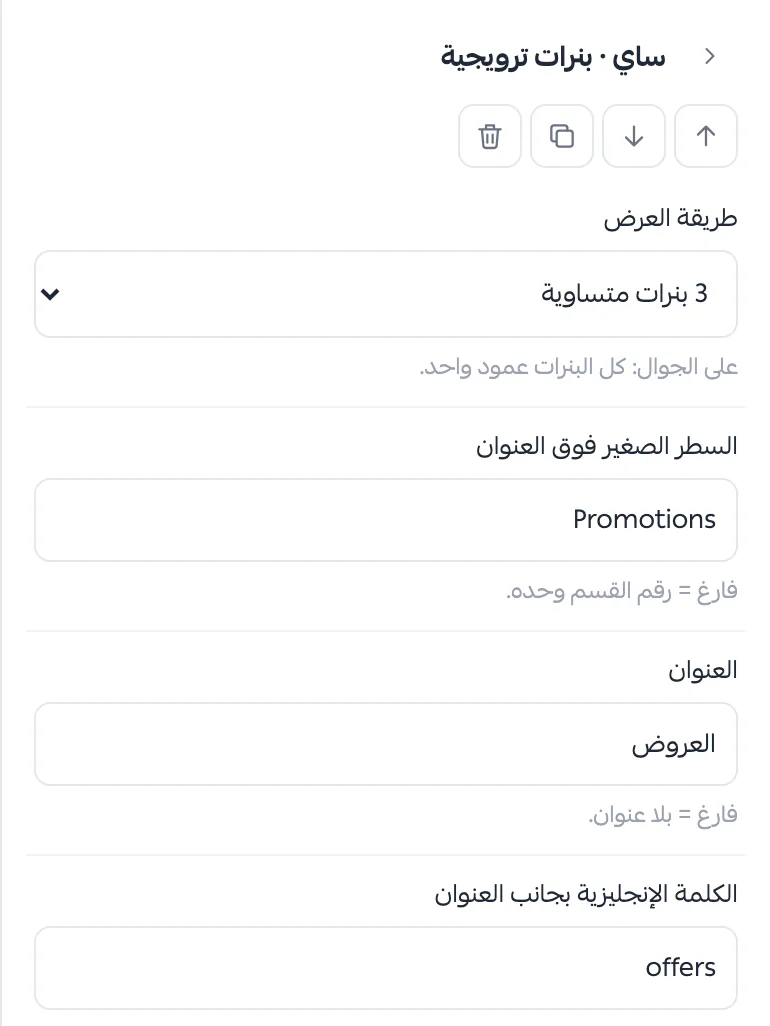 ساي · بنرات ترويجية
طريقة العرض
3 بنرات متساوية
على الجوال: كل البنرات عمود واحد.
السطر الصغير فوق العنوان
Promotions
فارغ = رقم القسم وحده.
العنوان
العروض
فارغ = بلا عنوان.
الكلمة الإنجليزية بجانب العنوان
offers